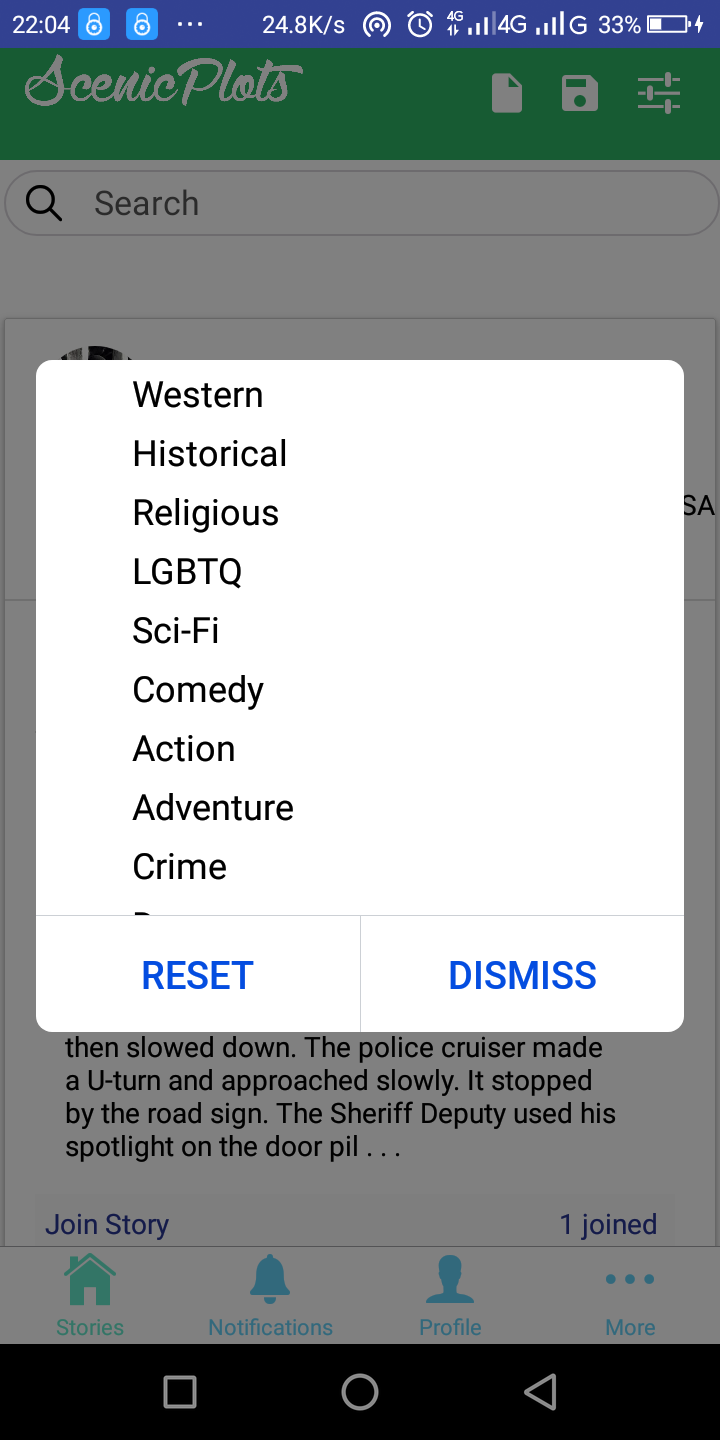 22:04 24.8K/s 4G 4G G 33%
ScenicPlots
Search
SA
Western
Historical
Religious
LGBTQ
Sci-Fi
Comedy
Action
Adventure
Crime
RESET DISMISS
then slowed down. The police cruiser made
a U-turn and approached slowly. It stopped
by the road sign. The Sheriff Deputy used his
spotlight on the door pil . . .
Join Story 1 joined
Stories Notifications Profile More